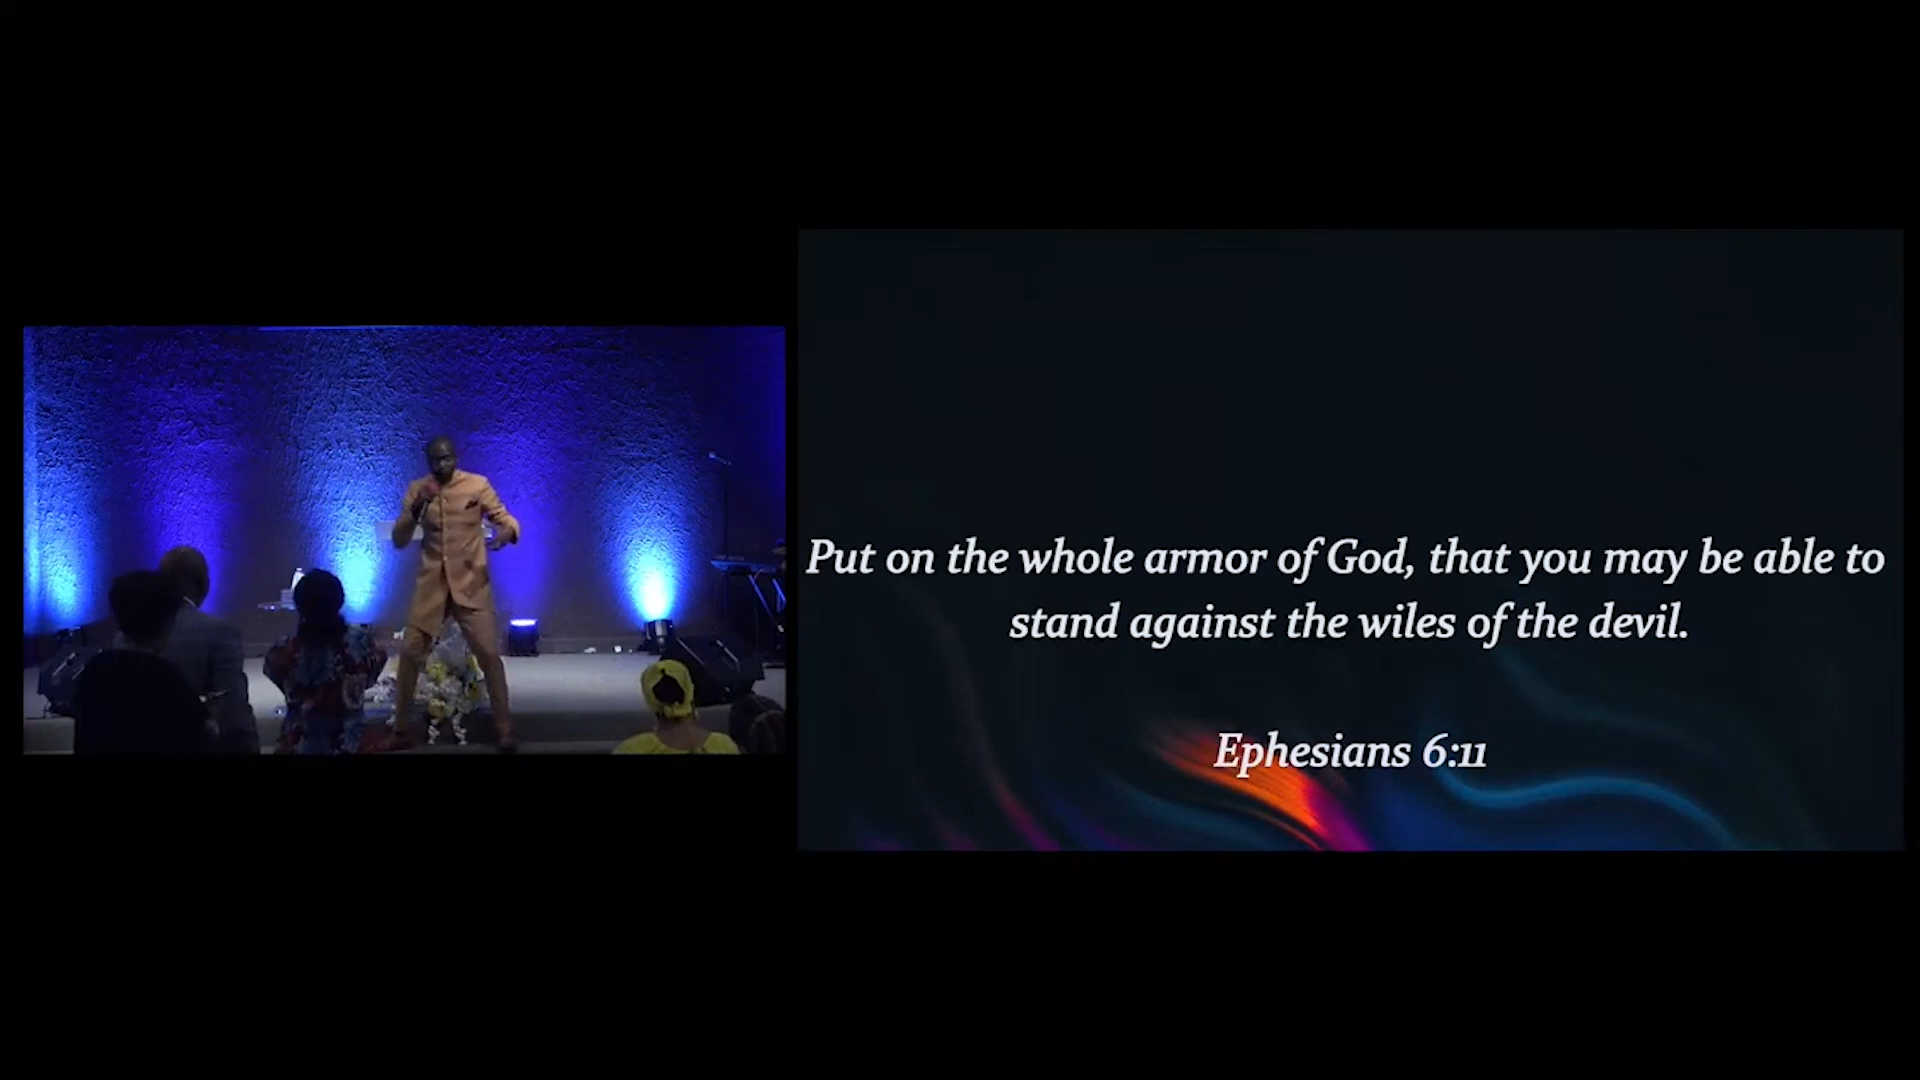 Put on the whole armor of God, that you may be able to
stand against the wiles of the devil.
Ephesians 6:11